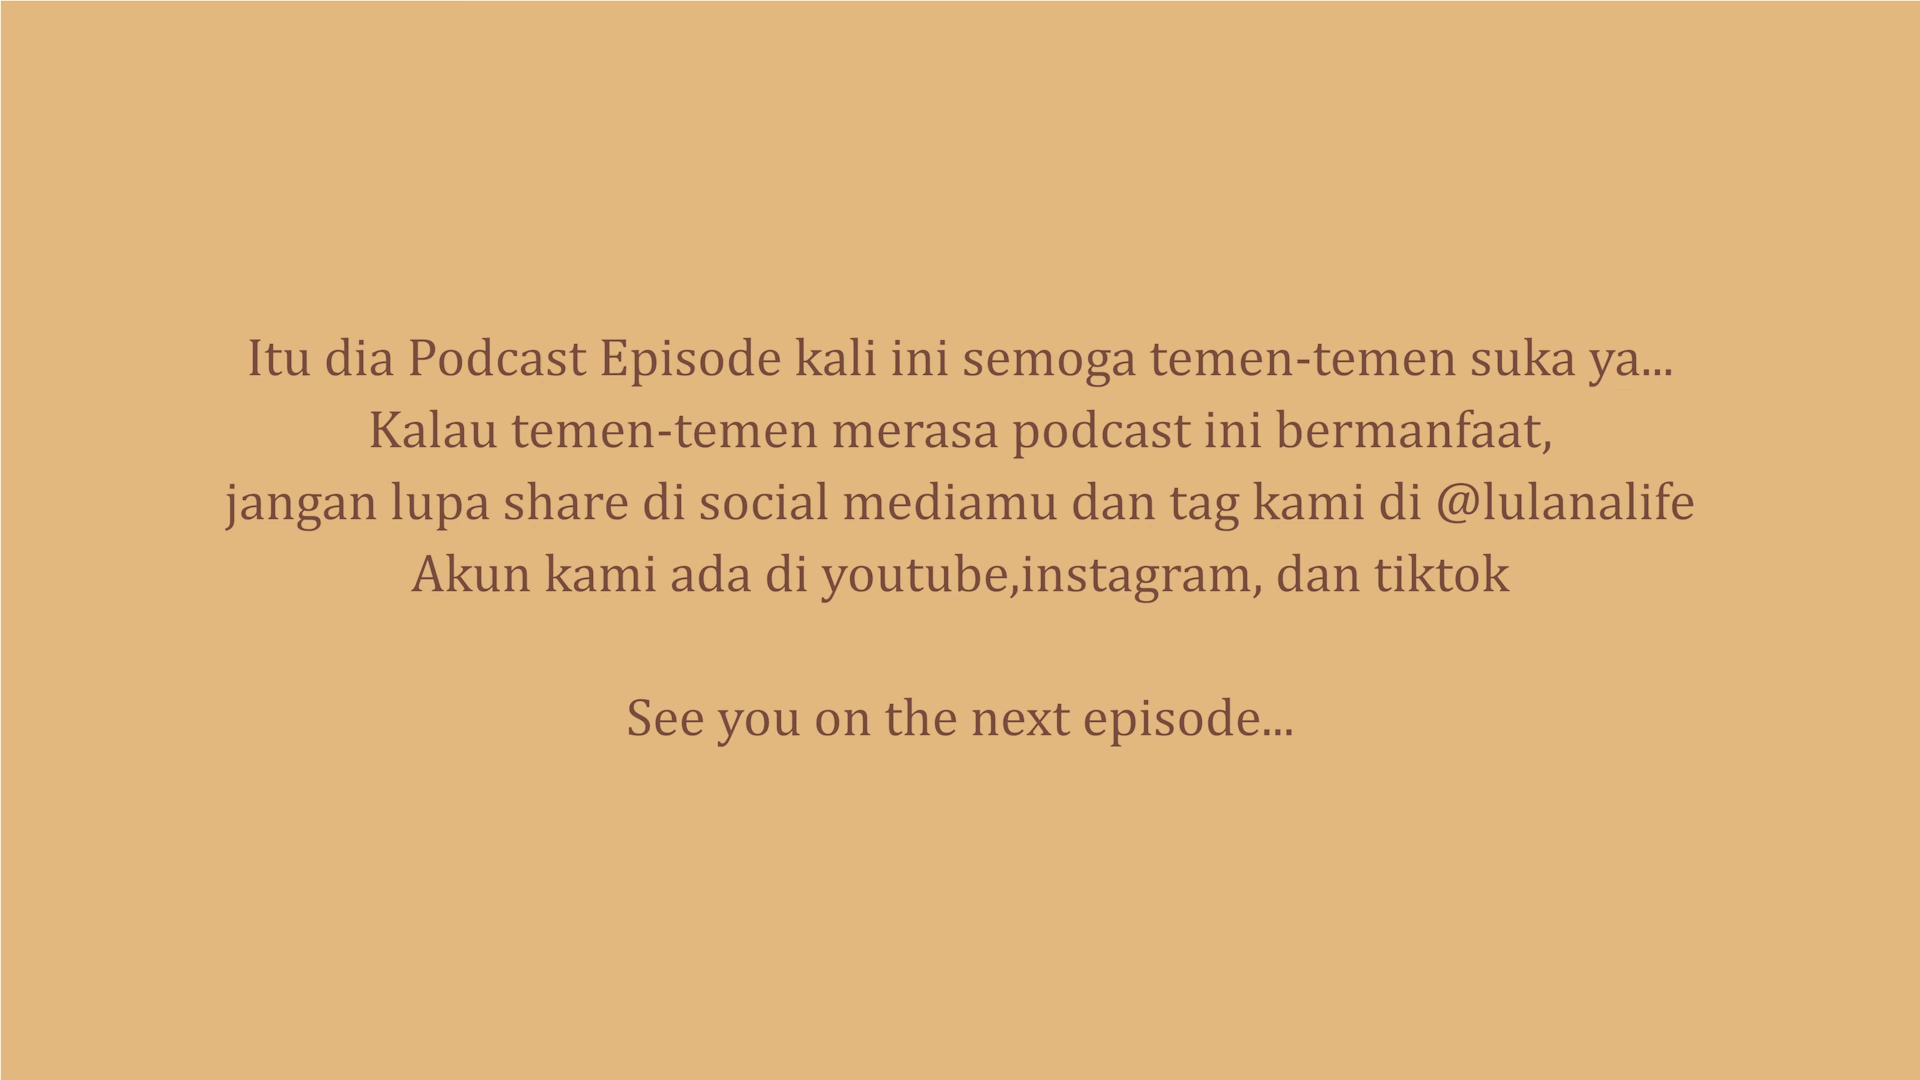 Itu dia Podcast Episode kali ini semoga temen-temen suka ya...
Kalau temen-temen merasa podcast ini bermanfaat,
jangan lupa share di social mediamu dan tag kami di @lulanalife
Akun kami ada di youtube,instagram, dan tiktok
See you on the next episode...